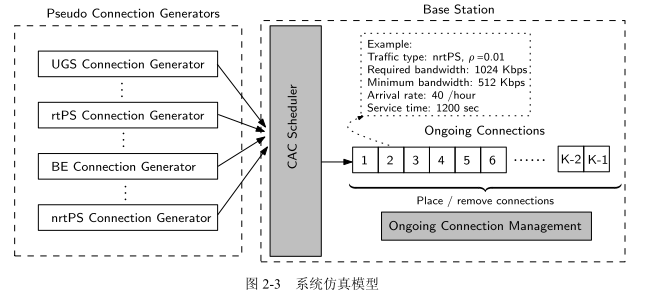 Pseudo Connection Generators
UGS Connection Generator
rtPS Connection Generator
BE Connection Generator
nrtPS Connection Generator
CAC Scheduler
Base Station
Example:
Traffic type: nrtPS, ρ=0.01
Required bandwidth: 1024 Kbps
Minimum bandwidth: 512 Kbps
Arrival rate: 40 /hour
Service time: 1200 sec
Ongoing Connections
1 2 3 4 5 6 ······ K-2 K-1
Place / remove connections
Ongoing Connection Management
图 2-3 系统仿真模型